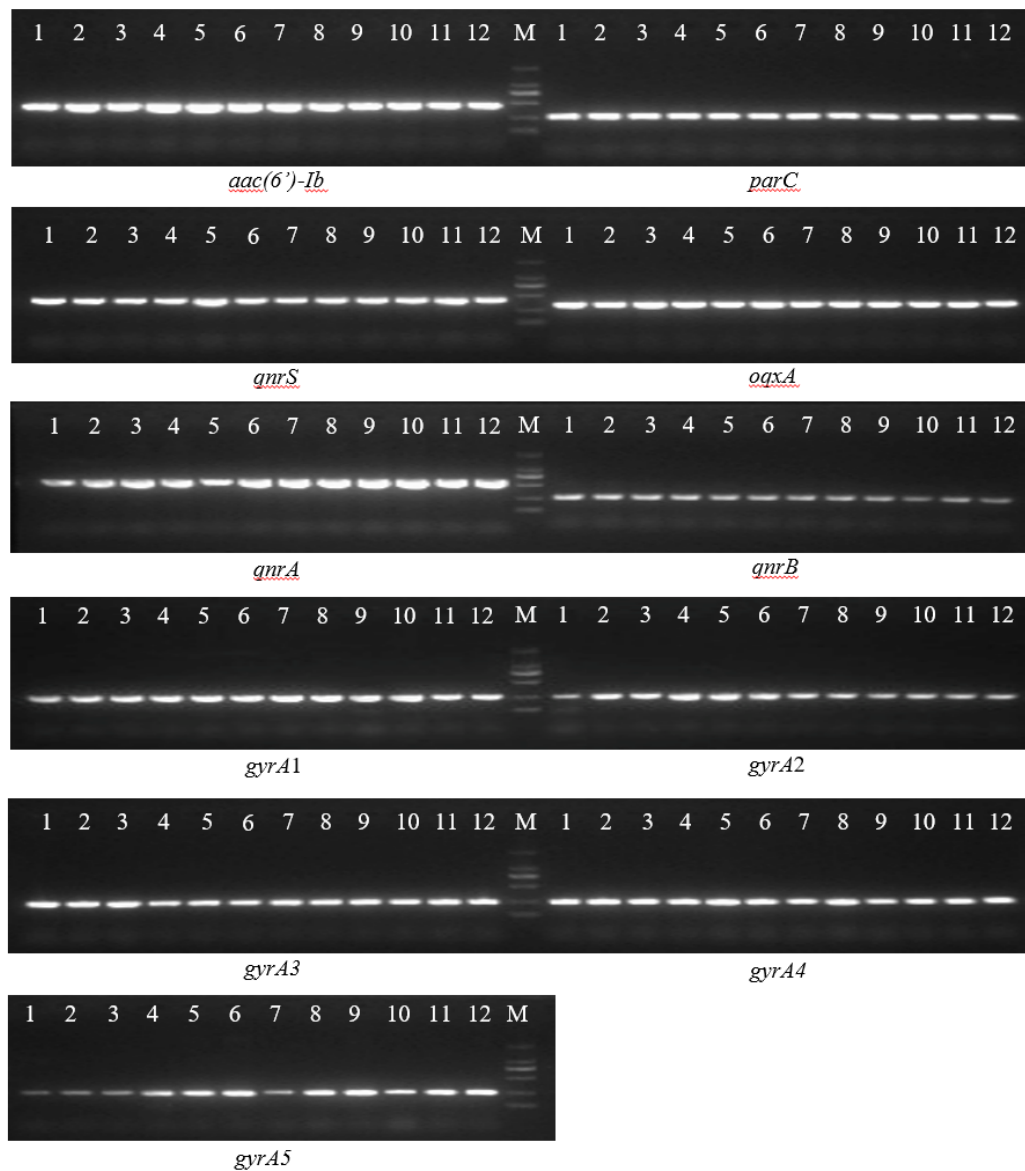 1 2 3 4 5 6 7 8 9 10 11 12 M 1 2 3 4 5 6 7 8 9 10 11 12
aac(6’)-Ib parC
1 2 3 4 5 6 7 8 9 10 11 12 M 1 2 3 4 5 6 7 8 9 10 11 12
qnrS oqxA
1 2 3 4 5 6 7 8 9 10 11 12 M 1 2 3 4 5 6 7 8 9 10 11 12
qnrA qnrB
1 2 3 4 5 6 7 8 9 10 11 12 M 1 2 3 4 5 6 7 8 9 10 11 12
gyrA1 gyrA2
1 2 3 4 5 6 7 8 9 10 11 12 M 1 2 3 4 5 6 7 8 9 10 11 12
gyrA3 gyrA4
1 2 3 4 5 6 7 8 9 10 11 12 M
gyrA5